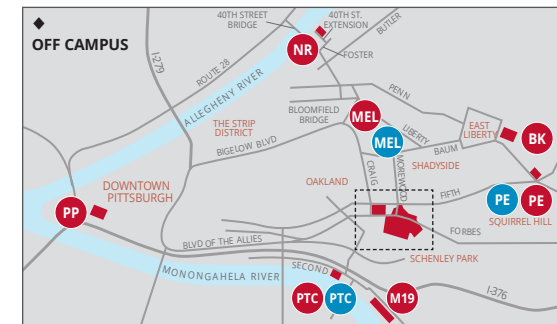 ◆
OFF CAMPUS
I-279
40TH STREET
BRIDGE
40TH ST.
EXTENSION
BUTLER
NR
FOSTER
ROUTE 28
ALLEGHENY RIVER
PENN
BLOOMFIELD
BRIDGE
MEL
LIBERTY
EAST
LIBERTY
BK
THE STRIP
DISTRICT
MEL
BAUM
BIGELOW BLVD
CRAIG
MOREWOOD
SHADYSIDE
OAKLAND
FIFTH
DOWNTOWN
PITTSBURGH
PE
PE
PP
SQUIRREL HILL
FORBES
BLVD OF THE ALLIES
SCHENLEY PARK
MONONGAHELA RIVER
SECOND
I-376
PTC
PTC
M19